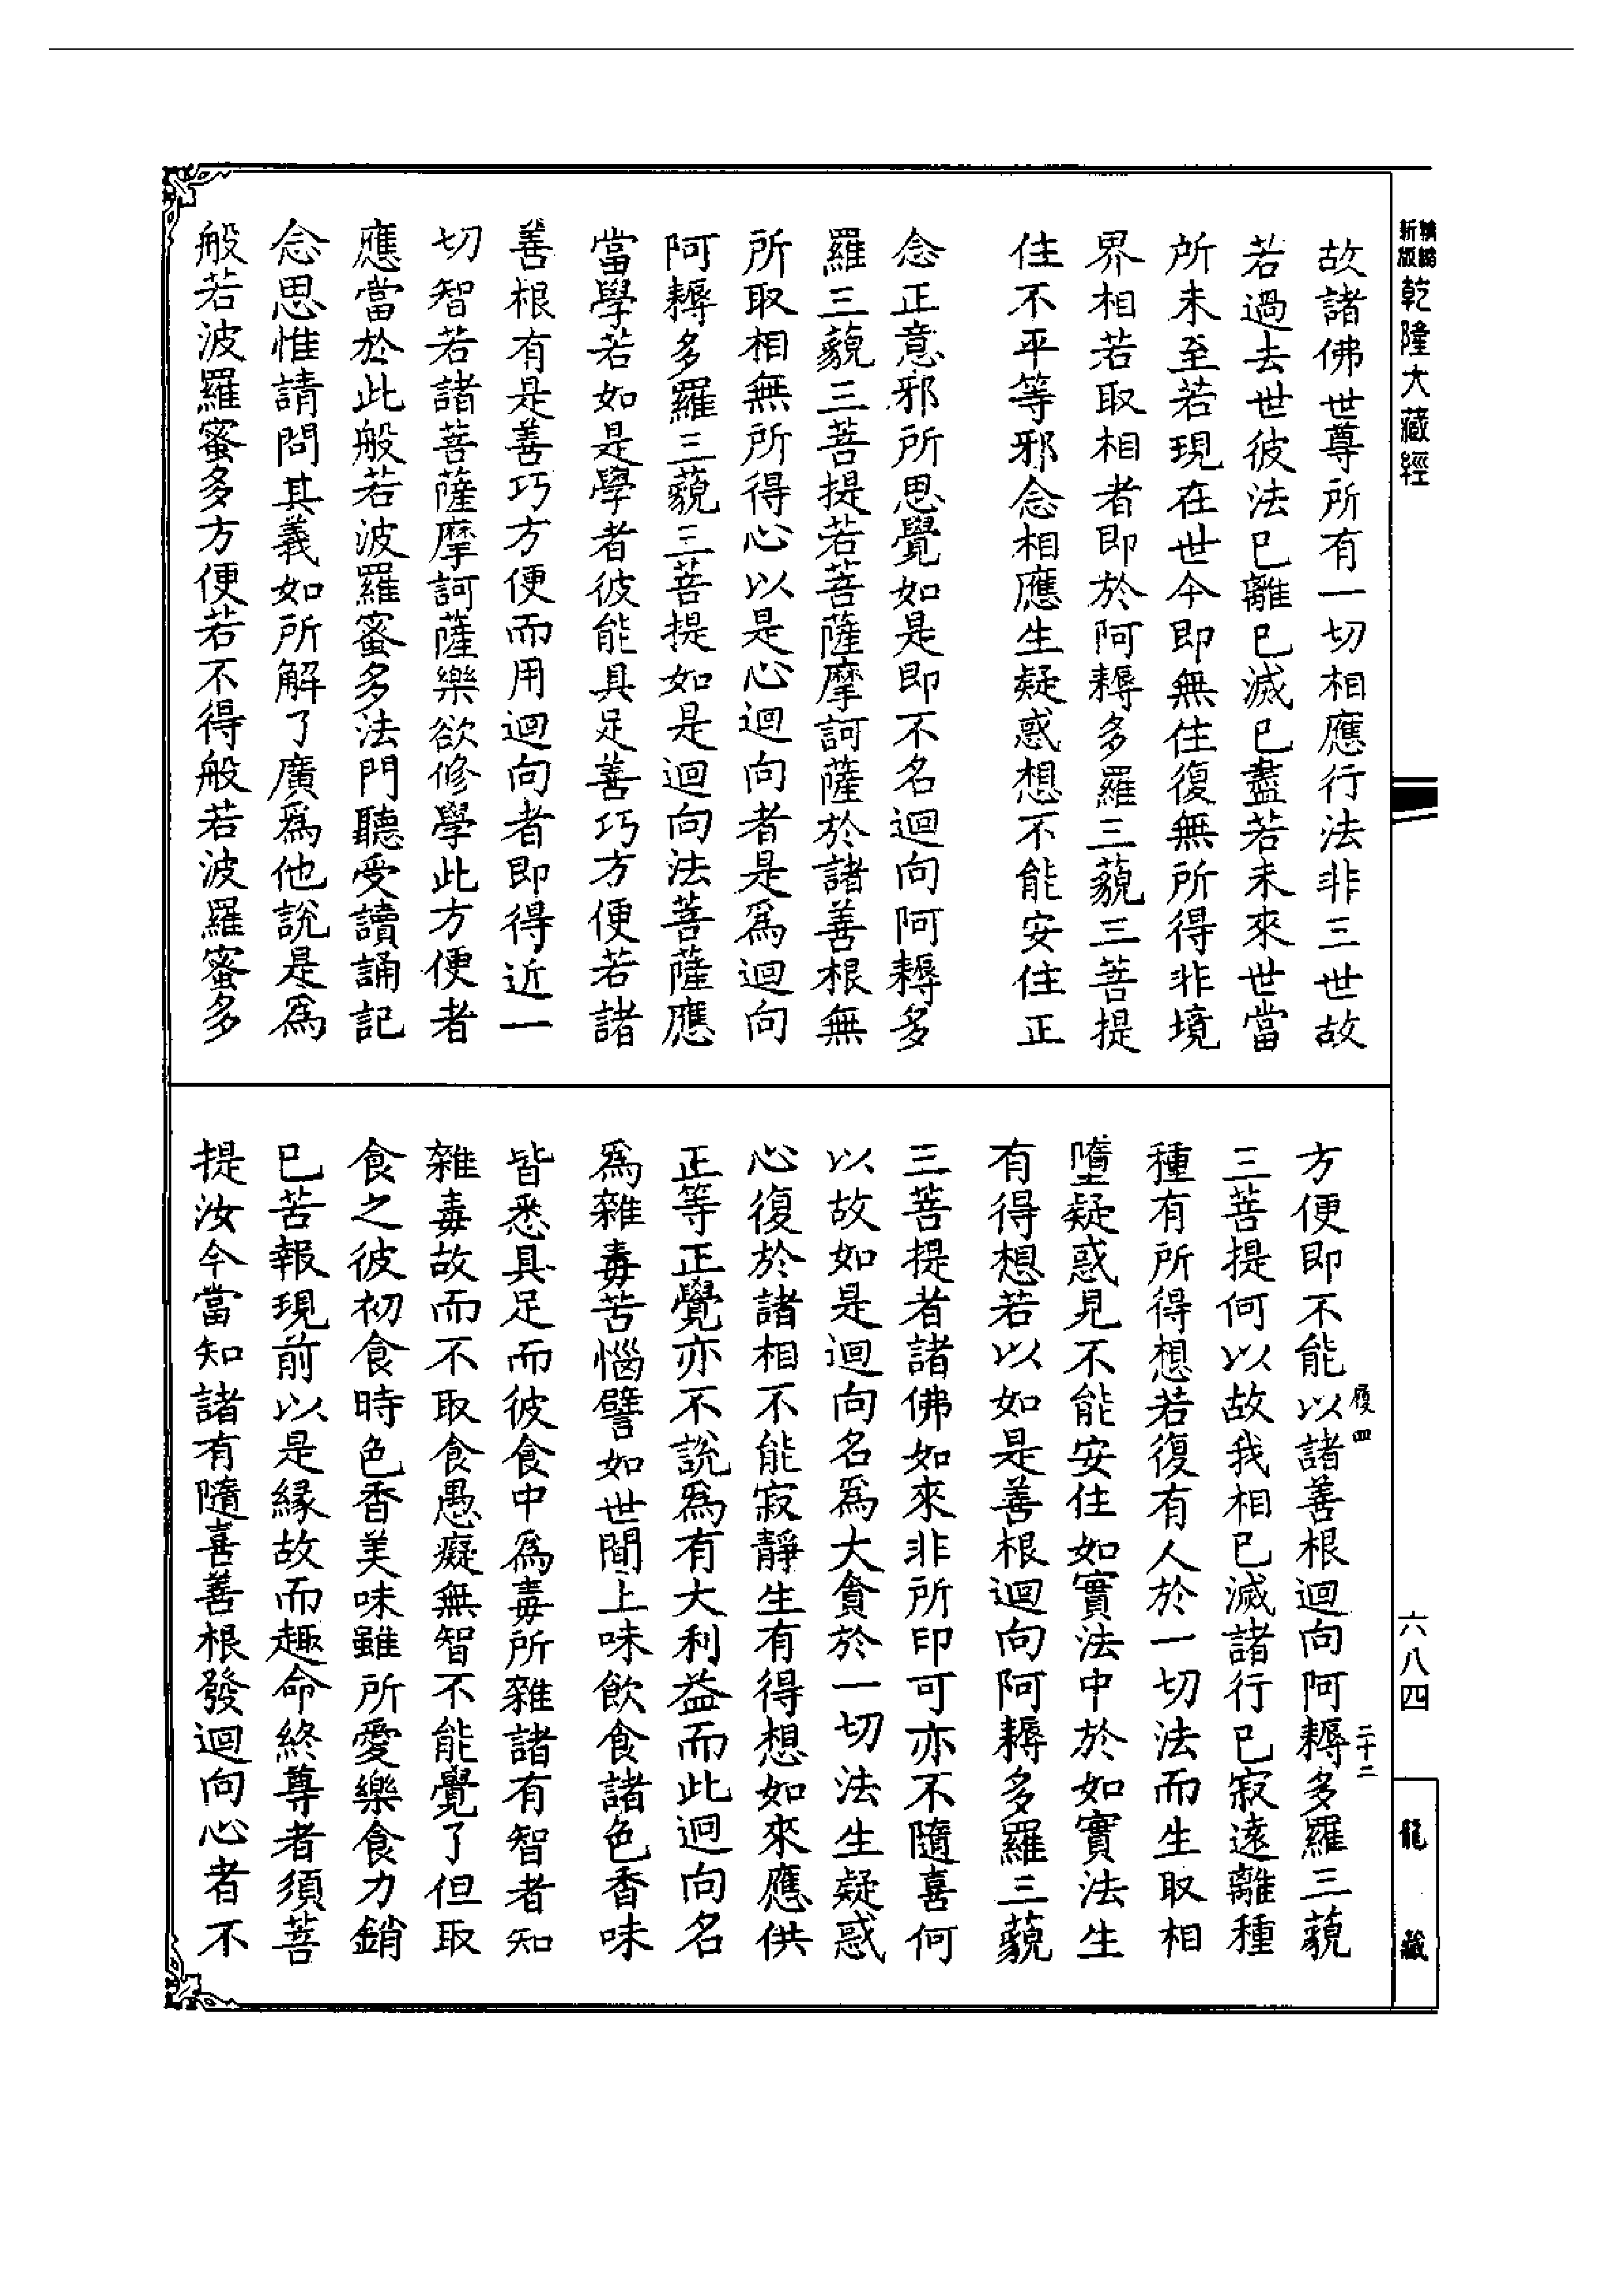 精縮
新版
乾隆大藏經
故諸佛世尊所有一切相應行法非三世故
若過去世彼法已離已滅已盡若未來世當
所未至若現在世今即無住復無所得非境
界相若取相者即於阿耨多羅三藐三菩提
住不平等邪念相應生疑惑想不能安住正
念正意邪所思覺如是即不名迴向阿耨多
羅三藐三菩提若菩薩摩訶薩於諸善根無
所取相無所得心以是心迴向者是為迴向
阿耨多羅三藐三菩提如是迴向法菩薩應
當學若如是學者彼能具足善巧方便若諸
善根有是善巧方便而用迴向者即得近一
切智若諸菩薩摩訶薩樂欲修學此方便者
應當於此般若波羅蜜多法門聽受讀誦記
念思惟請問其義如所解了廣為他說是為
般若波羅蜜多方便若不得般若波羅蜜多
方便即不能以諸善根迴向阿耨多羅三藐
三菩提何以故我相已滅諸行已寂遠離種
種有所得想若復有人於一切法而生取相
墮疑惑見不能安住如實法中於如實法生
有得想若以如是善根迴向阿耨多羅三藐
三菩提者諸佛如來非所印可亦不隨喜何
以故如是迴向名為大貪於一切法生疑惑
心復於諸相不能寂靜生有得想如來應供
正等正覺亦不說為有大利益而此迴向名
為雜毒苦惱譬如世間上味飲食諸色香味
皆悉具足而彼食中為毒所雜諸有智者知
雜毒故而不取食愚癡無智不能覺了但取
食之彼初食時色香美味雖所愛樂食力銷
已苦報現前以是緣故而趣命終尊者須菩
提汝今當知諸有隨喜善根發迴向心者不
履四
二十二
六八四
龍藏